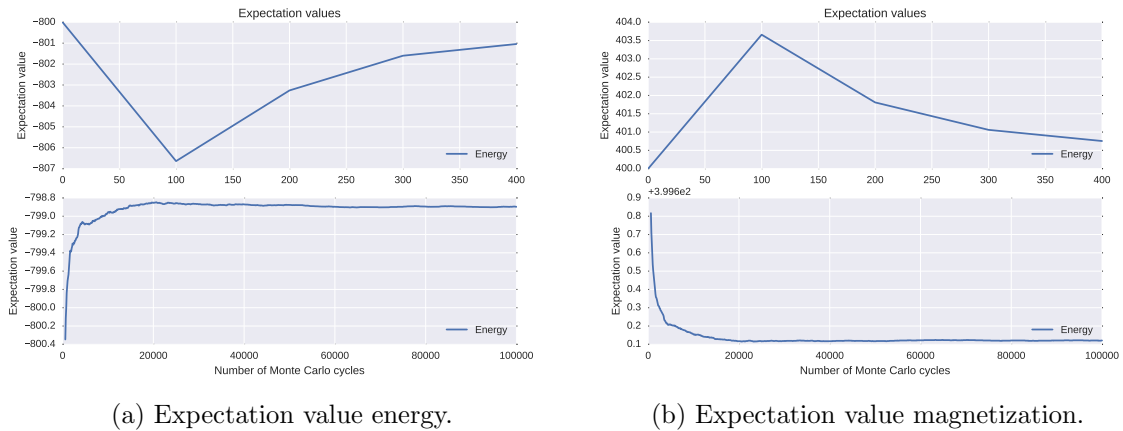 Expectation values
−800
−801
−802
−803
−804
−805
−806
−807
Expectation value
Energy
0 50 100 150 200 250 300 350 400
−798.8
−799.0
−799.2
−799.4
−799.6
−799.8
−800.0
−800.2
−800.4
Expectation value
Energy
0 20000 40000 60000 80000 100000
Number of Monte Carlo cycles
(a) Expectation value energy.
Expectation values
404.0
403.5
403.0
402.5
402.0
401.5
401.0
400.5
400.0
Expectation value
Energy
0 50 100 150 200 250 300 350 400
+3.996e2
0.9
0.8
0.7
0.6
0.5
0.4
0.3
0.2
0.1
Expectation value
Energy
0 20000 40000 60000 80000 100000
Number of Monte Carlo cycles
(b) Expectation value magnetization.